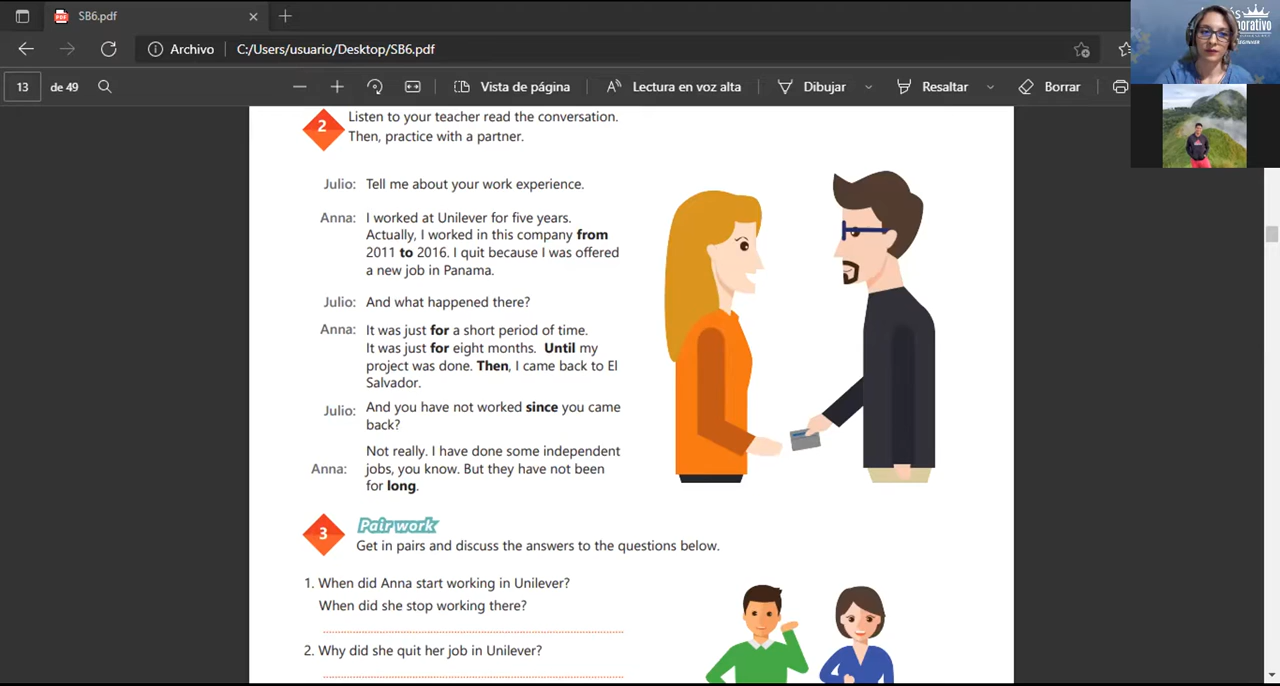 SB6.pdf
Archivo
C:/Users/usuario/Desktop/SB6.pdf
13 de 49
Vista de página
Lectura en voz alta
Dibujar
Resaltar
Borrar
2
Listen to your teacher read the conversation.
Then, practice with a partner.
Julio: Tell me about your work experience.
Anna: I worked at Unilever for five years.
Actually, I worked in this company from
2011 to 2016. I quit because I was offered
a new job in Panama.
Julio: And what happened there?
Anna: It was just for a short period of time.
It was just for eight months. Until my
project was done. Then, I came back to El
Salvador.
Julio: And you have not worked since you came
back?
Not really. I have done some independent
Anna: jobs, you know. But they have not been
for long.
3
Pair work
Get in pairs and discuss the answers to the questions below.
1. When did Anna start working in Unilever?
When did she stop working there?
2. Why did she quit her job in Unilever?